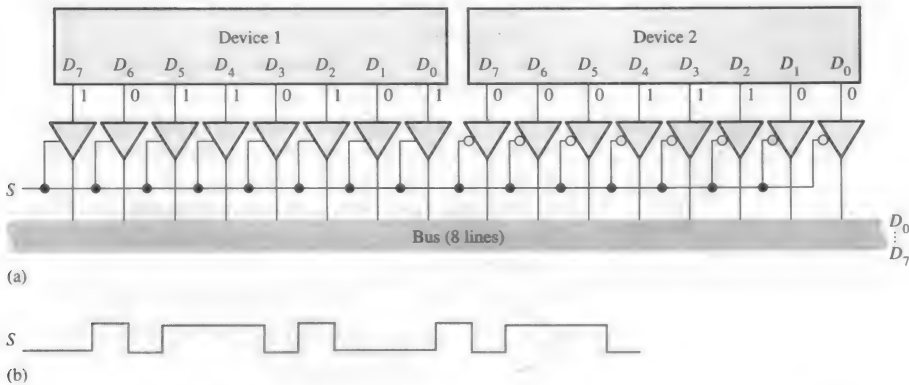 Device 1 Device 2
D7 D6 D5 D4 D3 D2 D1 D0 D7 D6 D5 D4 D3 D2 D1 D0
1 0 1 1 0 1 0 1 0 0 0 1 1 1 0 0
S
Bus (8 lines)
D0
⋮
D7
(a)
S
(b)